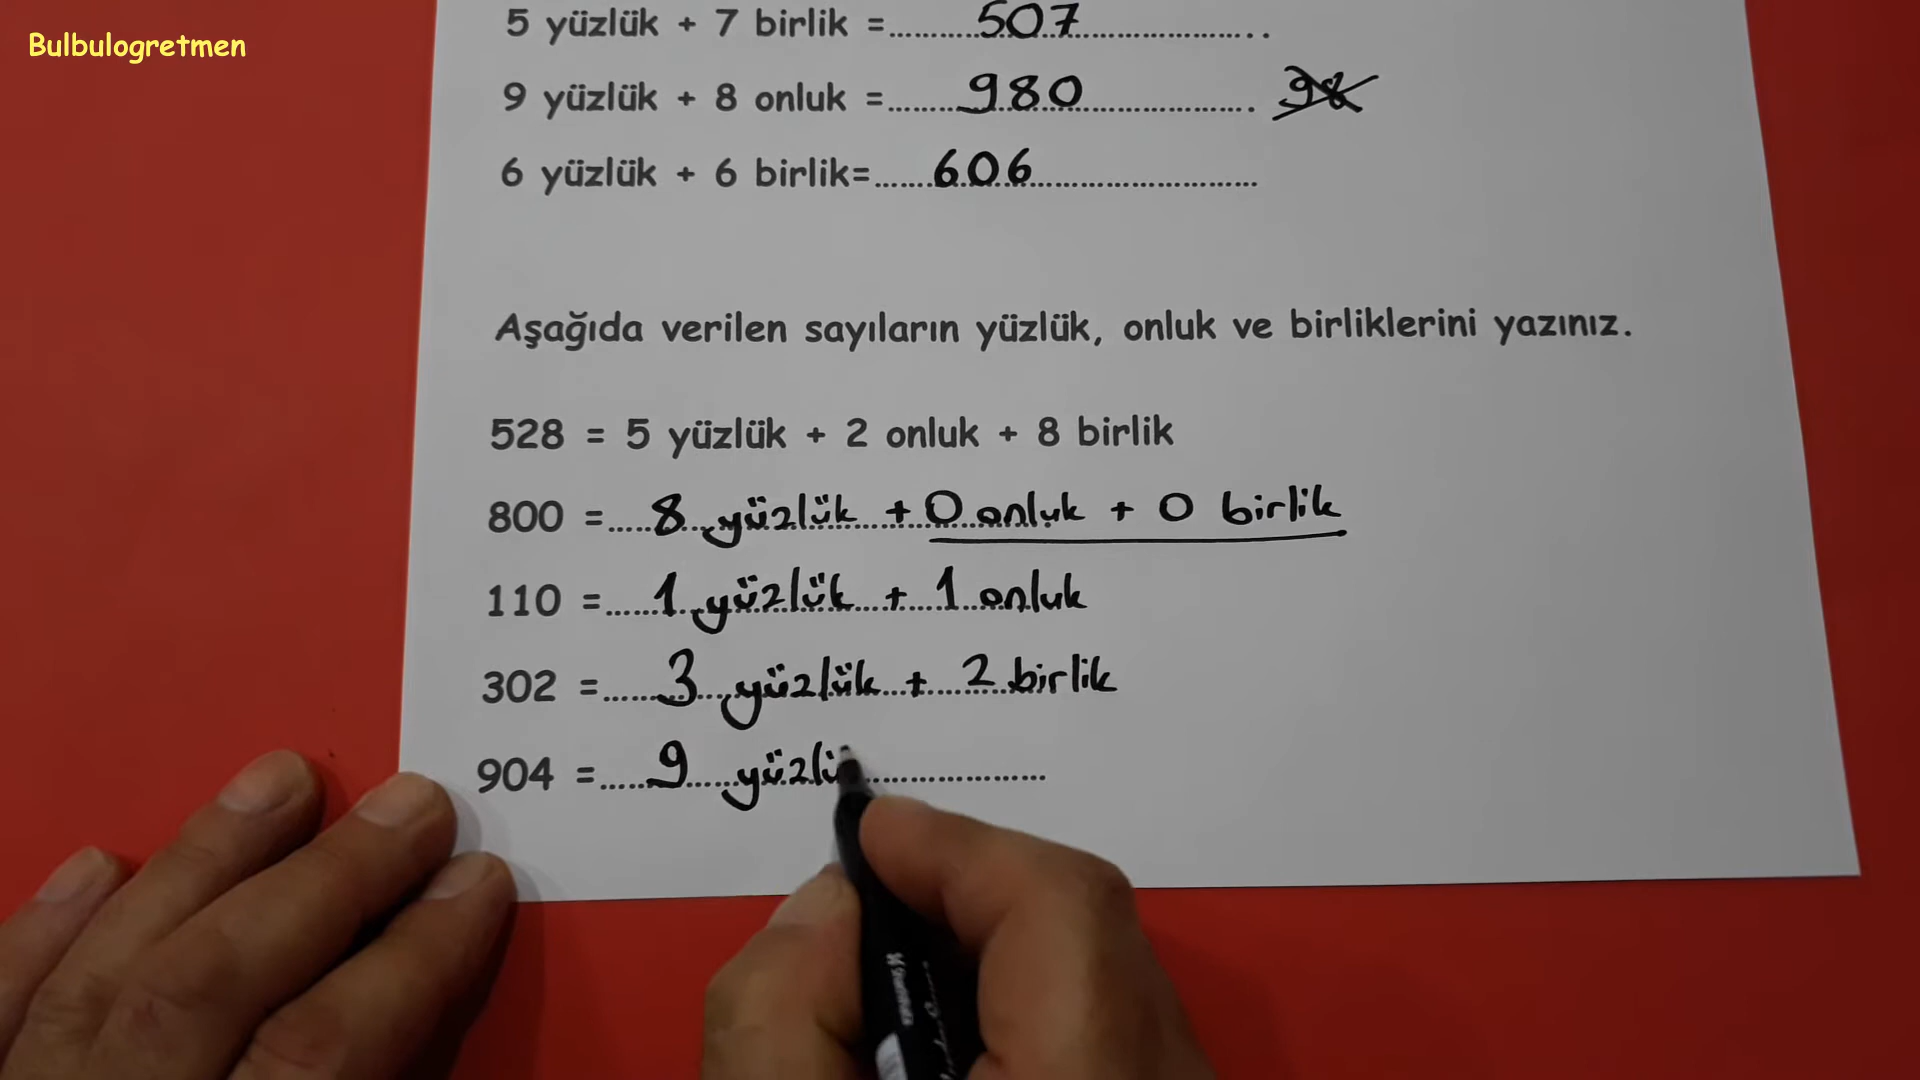 Bulbulogretmen
5 yüzlük + 7 birlik =..........507...........................
9 yüzlük + 8 onluk =..........980........................... 98
6 yüzlük + 6 birlik=..........606...........................
Aşağıda verilen sayıların yüzlük, onluk ve birliklerini yazınız.
528 = 5 yüzlük + 2 onluk + 8 birlik
800 =.....8 yüzlük + 0 onluk + 0 birlik
110 =.....1 yüzlük + 1 onluk
302 =.....3 yüzlük + 2 birlik
904 =.....9 yüzlü....................